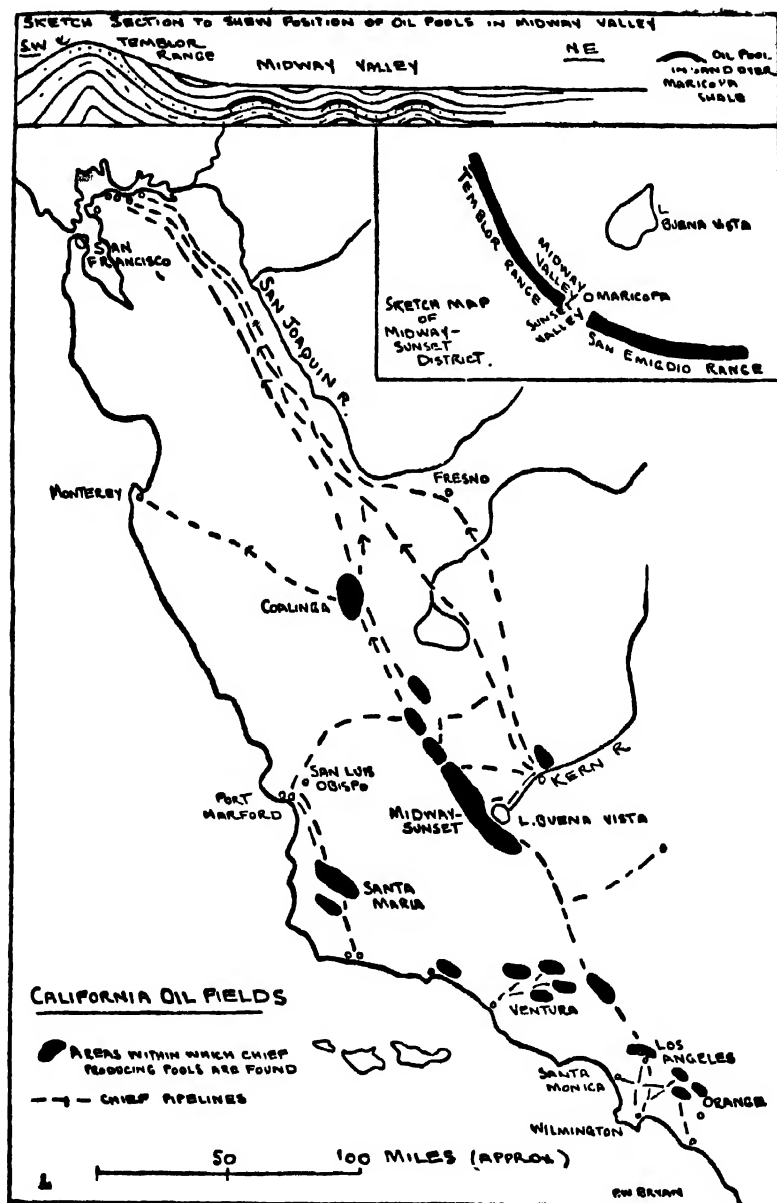 SKETCH SECTION TO SHEW POSITION OF OIL POOLS IN MIDWAY VALLEY
S.W
TEMBLOR
RANGE
MIDWAY VALLEY
NE
OIL POOL
IN SAND OVER
MARICOPA
SHALE
TEMBLOR RANGE
MIDWAY
VALLEY
SUNSET
VALLEY
L
BUENA VISTA
MARICOPA
SAN EMIGDIO RANGE
SKETCH MAP
OF
MIDWAY-
SUNSET
DISTRICT.
SAN
FRANCISCO
SAN JOAQUIN R.
MONTEREY
FRESNO
COALINGA
SAN LUIS
OBISPO
PORT
HARFORD
MIDWAY-
SUNSET
KERN R
L. BUENA VISTA
SANTA
MARIA
VENTURA
LOS
ANGELES
SANTA
MONICA
ORANGE
WILMINGTON
CALIFORNIA OIL FIELDS
AREAS WITHIN WHICH CHIEF
PRODUCING POOLS ARE FOUND
CHIEF PIPELINES
50 100 MILES (APPROX)
P.W BRYAN